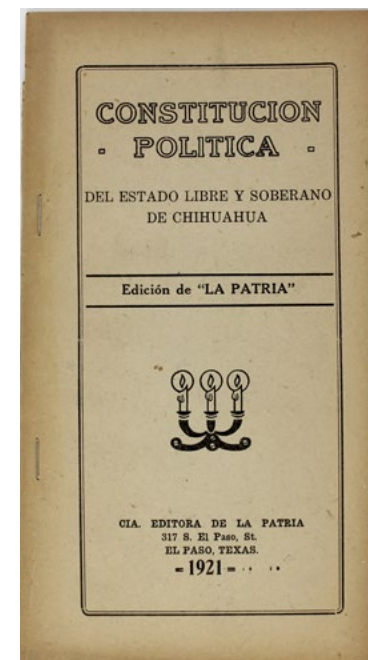 CONSTITUCION
POLITICA
DEL ESTADO LIBRE Y SOBERANO
DE CHIHUAHUA
Edición de "LA PATRIA"
CIA. EDITORA DE LA PATRIA
317 S. El Paso, St.
EL PASO, TEXAS.
1921